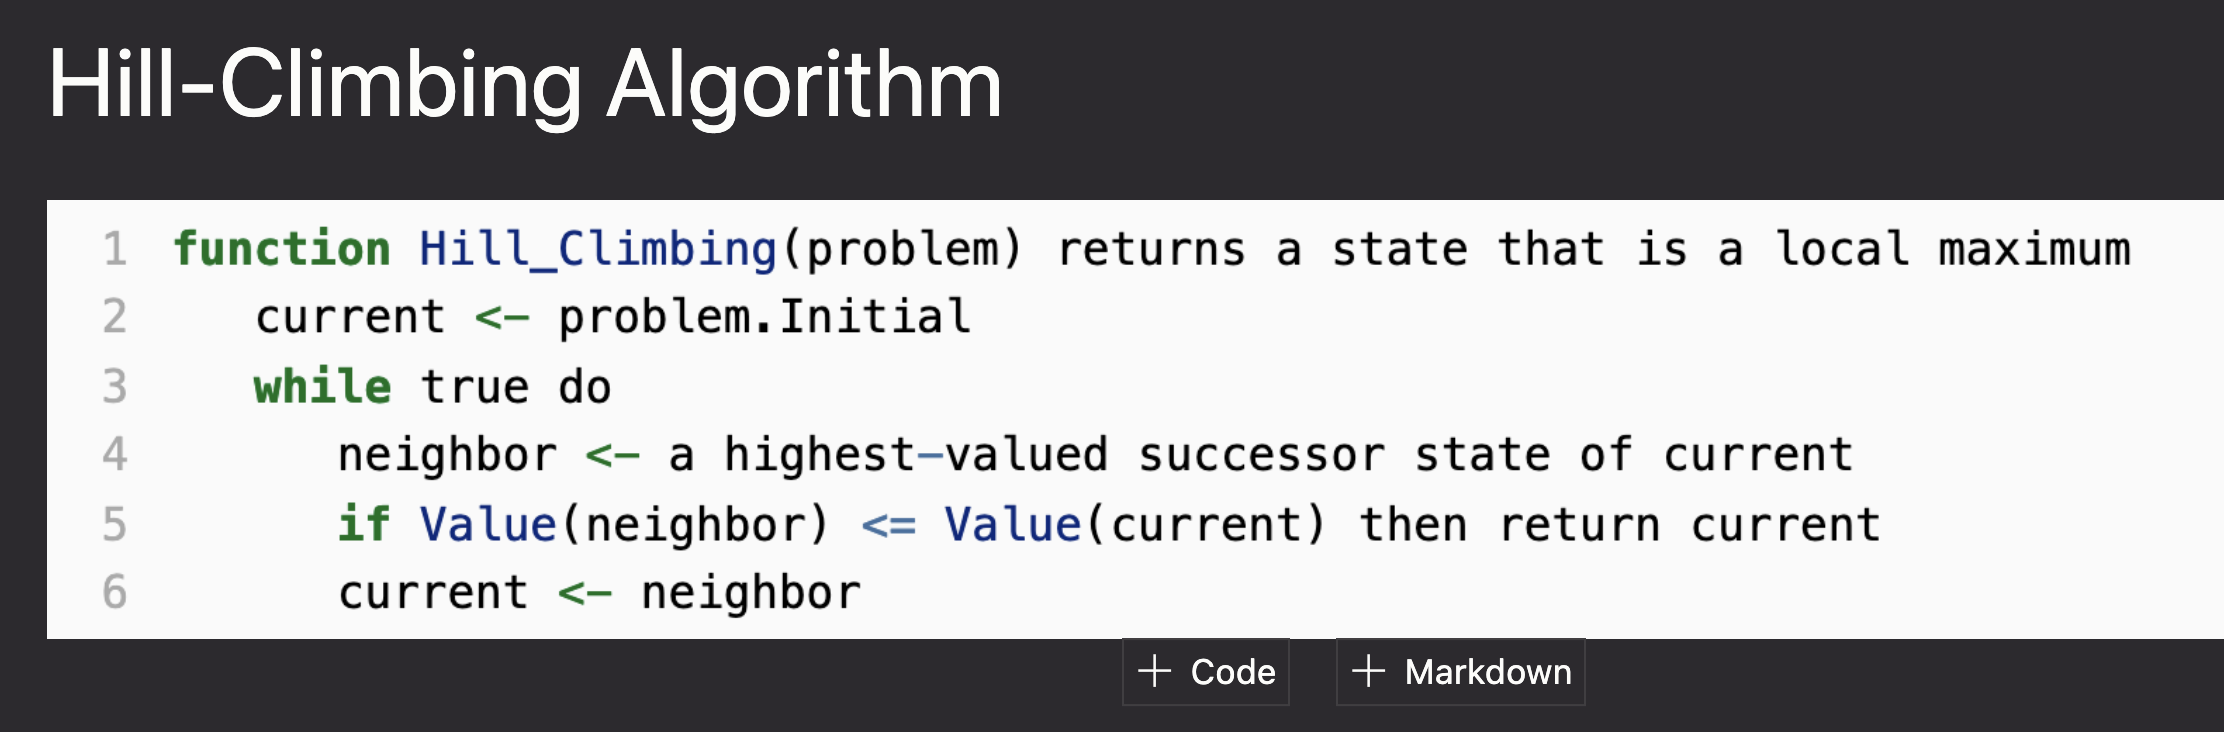 Hill-Climbing Algorithm
1 function Hill_Climbing(problem) returns a state that is a local maximum
2 current <- problem.Initial
3 while true do
4 neighbor <- a highest-valued successor state of current
5 if Value(neighbor) <= Value(current) then return current
6 current <- neighbor
+ Code + Markdown